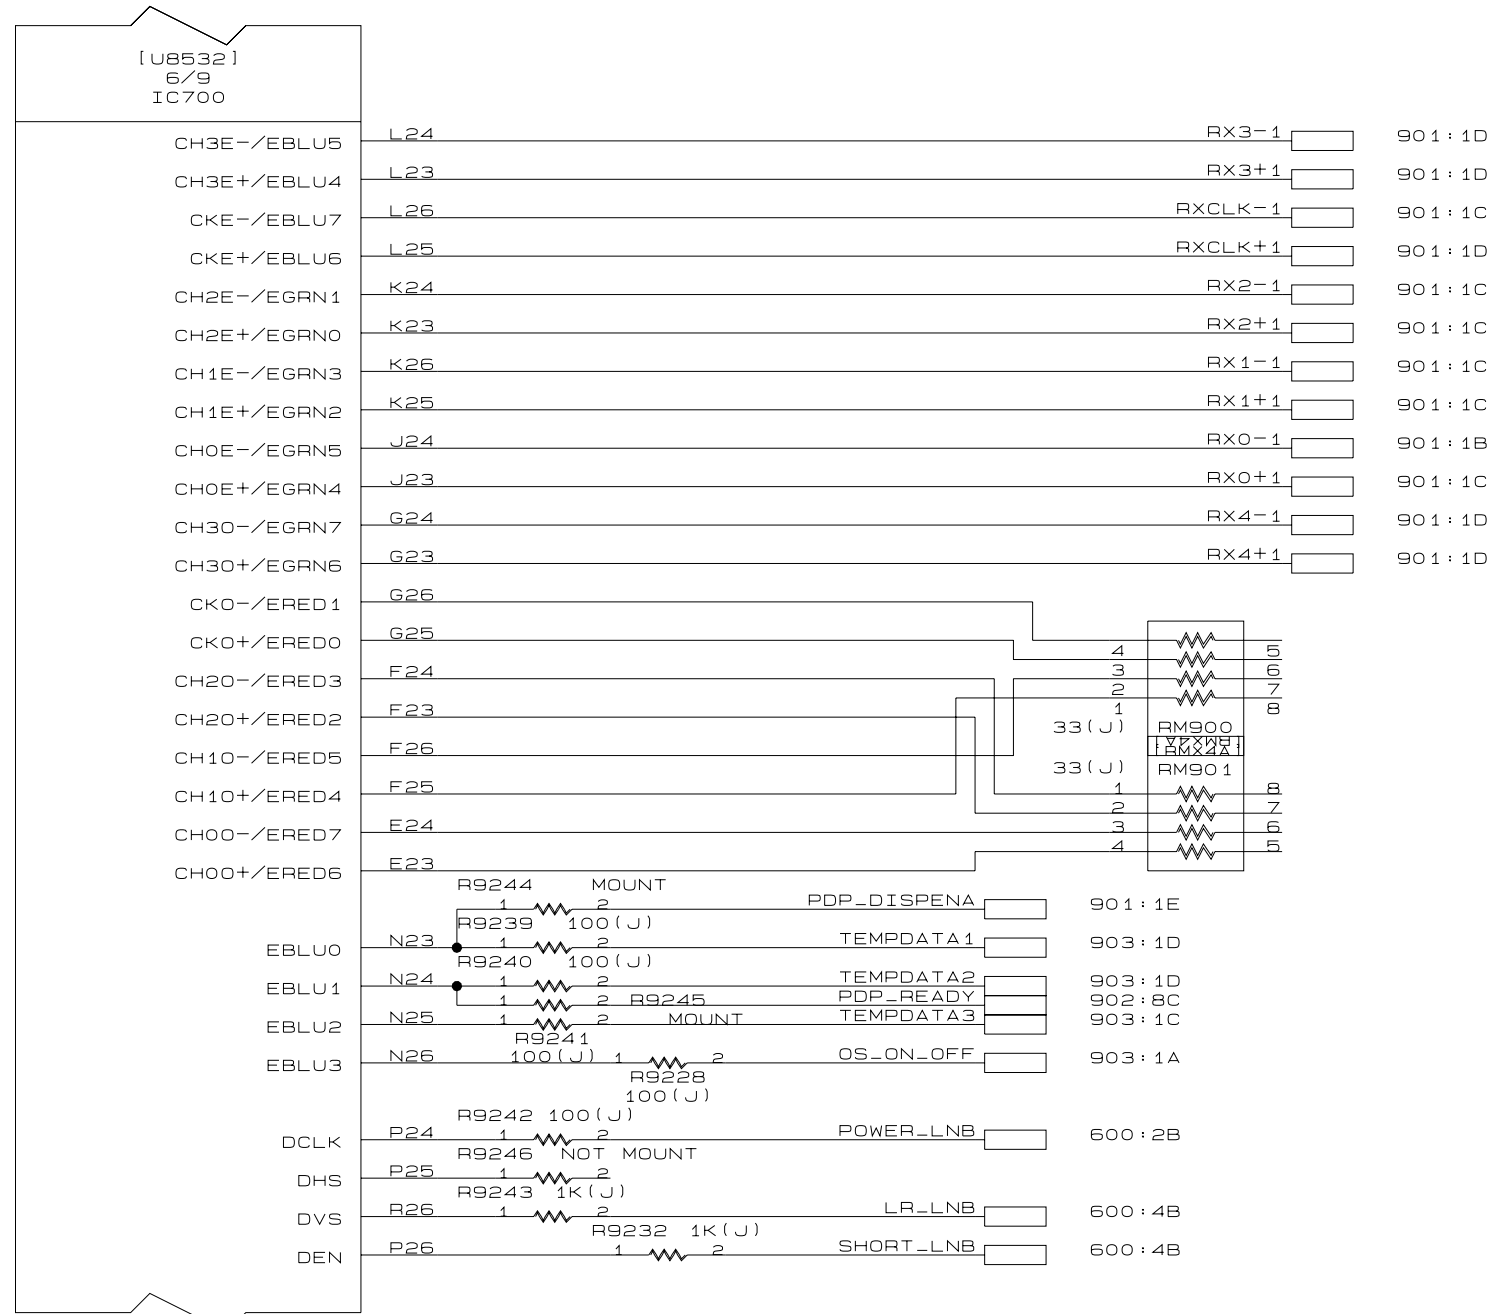 [U8532]
6/9
IC700
CH3E-/EBLU5 L24 RX3-1 901:1D
CH3E+/EBLU4 L23 RX3+1 901:1D
CKE-/EBLU7 L26 RXCLK-1 901:1C
CKE+/EBLU6 L25 RXCLK+1 901:1D
CH2E-/EGRN1 K24 RX2-1 901:1C
CH2E+/EGRN0 K23 RX2+1 901:1C
CH1E-/EGRN3 K26 RX1-1 901:1C
CH1E+/EGRN2 K25 RX1+1 901:1C
CH0E-/EGRN5 J24 RX0-1 901:1B
CH0E+/EGRN4 J23 RX0+1 901:1C
CH3O-/EGRN7 G24 RX4-1 901:1D
CH3O+/EGRN6 G23 RX4+1 901:1D
CKO-/ERED1 G26
CKO+/ERED0 G25
4 5
CH2O-/ERED3 F24 3 6
2 7
CH2O+/ERED2 F23 1 8
33(J) RM900
CH1O-/ERED5 F26 [RMX4A]
[RMX4A]
33(J) RM901
CH1O+/ERED4 F25 1 8
2 7
CH0O-/ERED7 E24 3 6
4 5
CH0O+/ERED6 E23
R9244 MOUNT
1 2 PDP_DISPENA 901:1E
R9239 100(J)
EBLU0 N23 1 2 TEMPDATA1 903:1D
R9240 100(J)
EBLU1 N24 1 2 TEMPDATA2 903:1D
1 2 R9245 PDP_READY 902:8C
EBLU2 N25 1 2 MOUNT TEMPDATA3 903:1C
R9241
100(J)
EBLU3 N26 1 2 OS_ON_OFF 903:1A
R9228
100(J)
R9242 100(J)
DCLK P24 1 2 POWER_LNB 600:2B
R9246 NOT MOUNT
DHS P25 1 2
R9243 1K(J)
DVS R26 1 2 LR_LNB 600:4B
R9232 1K(J)
DEN P26 1 2 SHORT_LNB 600:4B